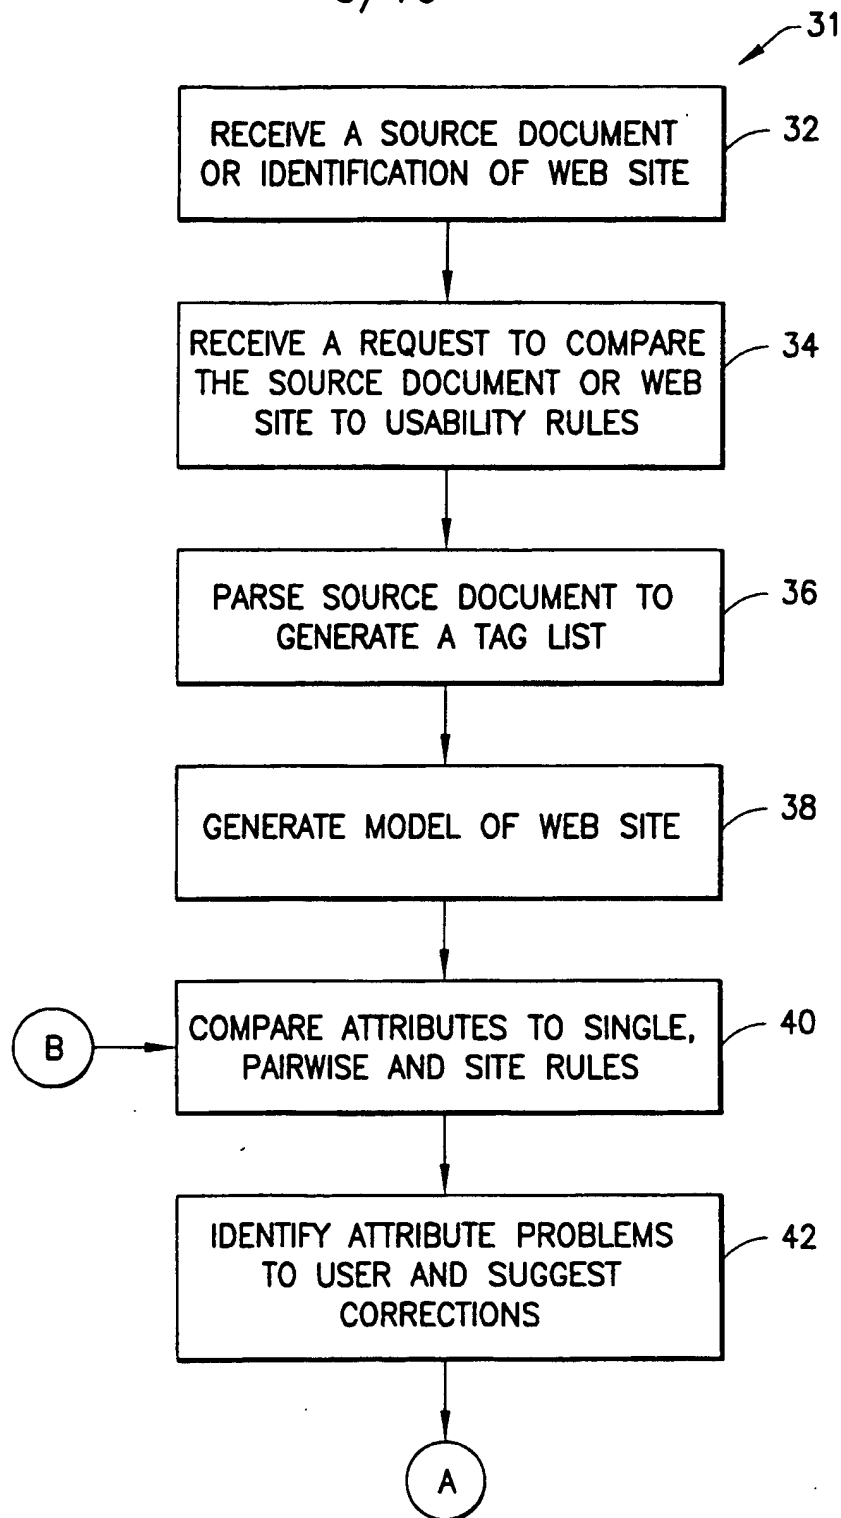 31
RECEIVE A SOURCE DOCUMENT
OR IDENTIFICATION OF WEB SITE
32
RECEIVE A REQUEST TO COMPARE
THE SOURCE DOCUMENT OR WEB
SITE TO USABILITY RULES
34
PARSE SOURCE DOCUMENT TO
GENERATE A TAG LIST
36
GENERATE MODEL OF WEB SITE
38
B
COMPARE ATTRIBUTES TO SINGLE,
PAIRWISE AND SITE RULES
40
IDENTIFY ATTRIBUTE PROBLEMS
TO USER AND SUGGEST
CORRECTIONS
42
A